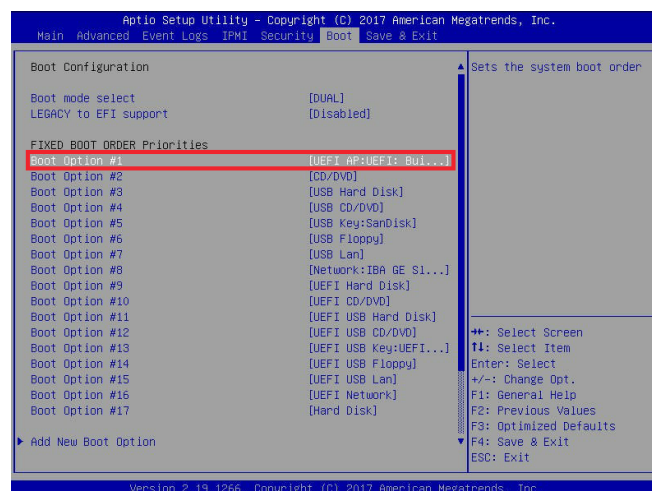 Aptio Setup Utility – Copyright (C) 2017 American Megatrends, Inc.
Main Advanced Event Logs IPMI Security Boot Save & Exit
Boot Configuration
Sets the system boot order
Boot mode select [DUAL]
LEGACY to EFI support [Disabled]
FIXED BOOT ORDER Priorities
Boot Option #1 [UEFI AP:UEFI: Bui...]
Boot Option #2 [CD/DVD]
Boot Option #3 [USB Hard Disk]
Boot Option #4 [USB CD/DVD]
Boot Option #5 [USB Key:SanDisk]
Boot Option #6 [USB Floppy]
Boot Option #7 [USB Lan]
Boot Option #8 [Network:IBA GE Sl...]
Boot Option #9 [UEFI Hard Disk]
Boot Option #10 [UEFI CD/DVD]
Boot Option #11 [UEFI USB Hard Disk]
Boot Option #12 [UEFI USB CD/DVD]
Boot Option #13 [UEFI USB Key:UEFI...]
Boot Option #14 [UEFI USB Floppy]
Boot Option #15 [UEFI USB Lan]
Boot Option #16 [UEFI Network]
Boot Option #17 [Hard Disk]
Add New Boot Option
→←: Select Screen
↑↓: Select Item
Enter: Select
+/-: Change Opt.
F1: General Help
F2: Previous Values
F3: Optimized Defaults
F4: Save & Exit
ESC: Exit
Version 2.19.1266. Copyright (C) 2017 American Megatrends, Inc.